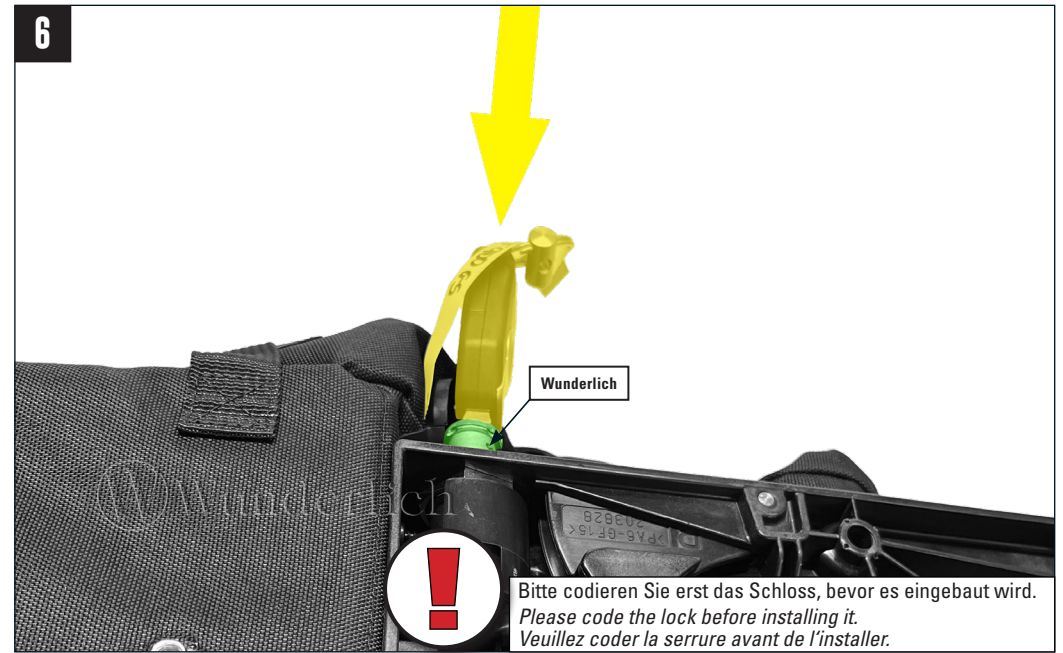 6
Wunderlich
Wunderlich
>PA6-GF15<
Bitte codieren Sie erst das Schloss, bevor es eingebaut wird.
Please code the lock before installing it.
Veuillez coder la serrure avant de l‘installer.